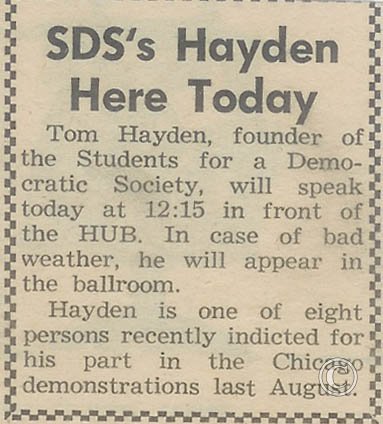 SDS's Hayden
Here Today
Tom Hayden, founder of
the Students for a Demo-
cratic Society, will speak
today at 12:15 in front of
the HUB. In case of bad
weather, he will appear in
the ballroom.
Hayden is one of eight
persons recently indicted for
his part in the Chicago
demonstrations last August.
©